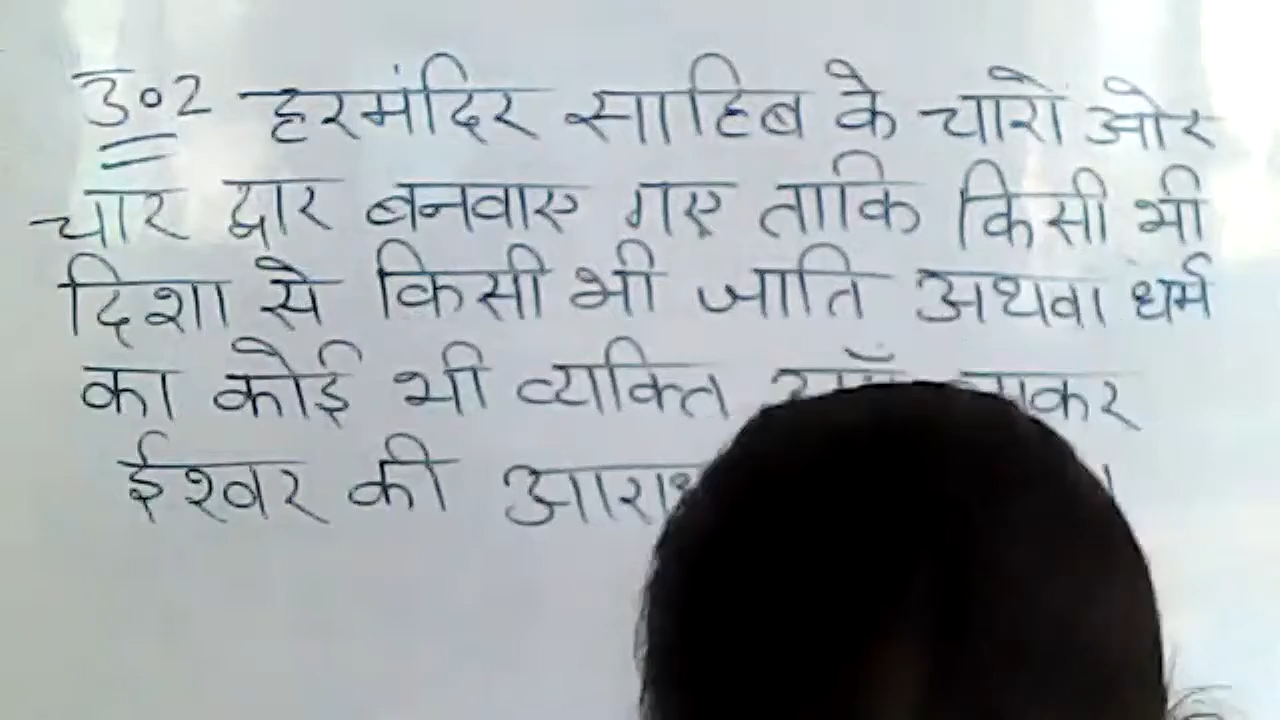 उ०2 हरमंदिर साहिब के चारों ओर
चार द्वार बनवाए गए ताकि किसी भी
दिशा से किसी भी जाति अथवा धर्म
का कोई भी व्यक्ति
ईश्वर की